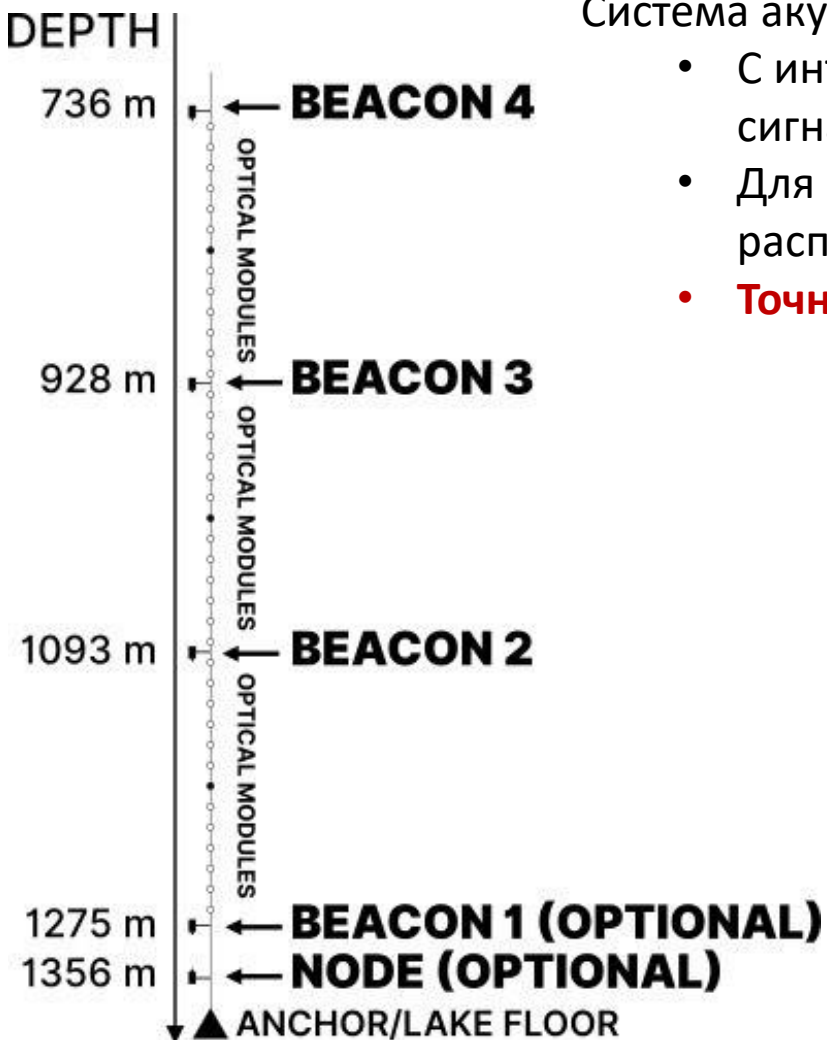 DEPTH
736 m
BEACON 4
OPTICAL MODULES
928 m
BEACON 3
OPTICAL MODULES
1093 m
BEACON 2
OPTICAL MODULES
1275 m
BEACON 1 (OPTIONAL)
1356 m
NODE (OPTIONAL)
ANCHOR/LAKE FLOOR
Система аку
• С инт
сигн
• Для
расп
• Точн